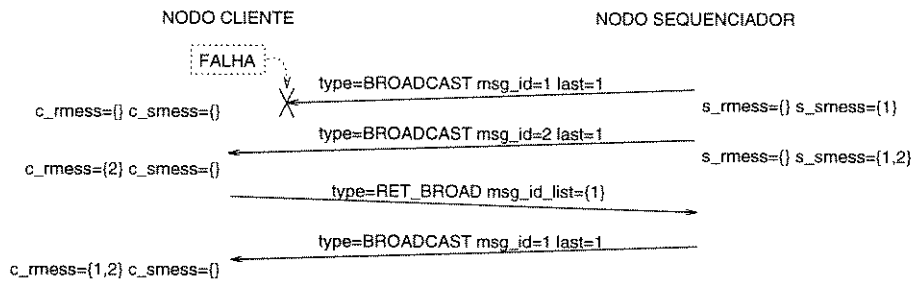 NODO CLIENTE NODO SEQUENCIADOR
FALHA
type=BROADCAST msg_id=1 last=1
c_rmess={} c_smess={} s_rmess={} s_smess={1}
type=BROADCAST msg_id=2 last=1
c_rmess={2} c_smess={} s_rmess={} s_smess={1,2}
type=RET_BROAD msg_id_list={1}
type=BROADCAST msg_id=1 last=1
c_rmess={1,2} c_smess={}